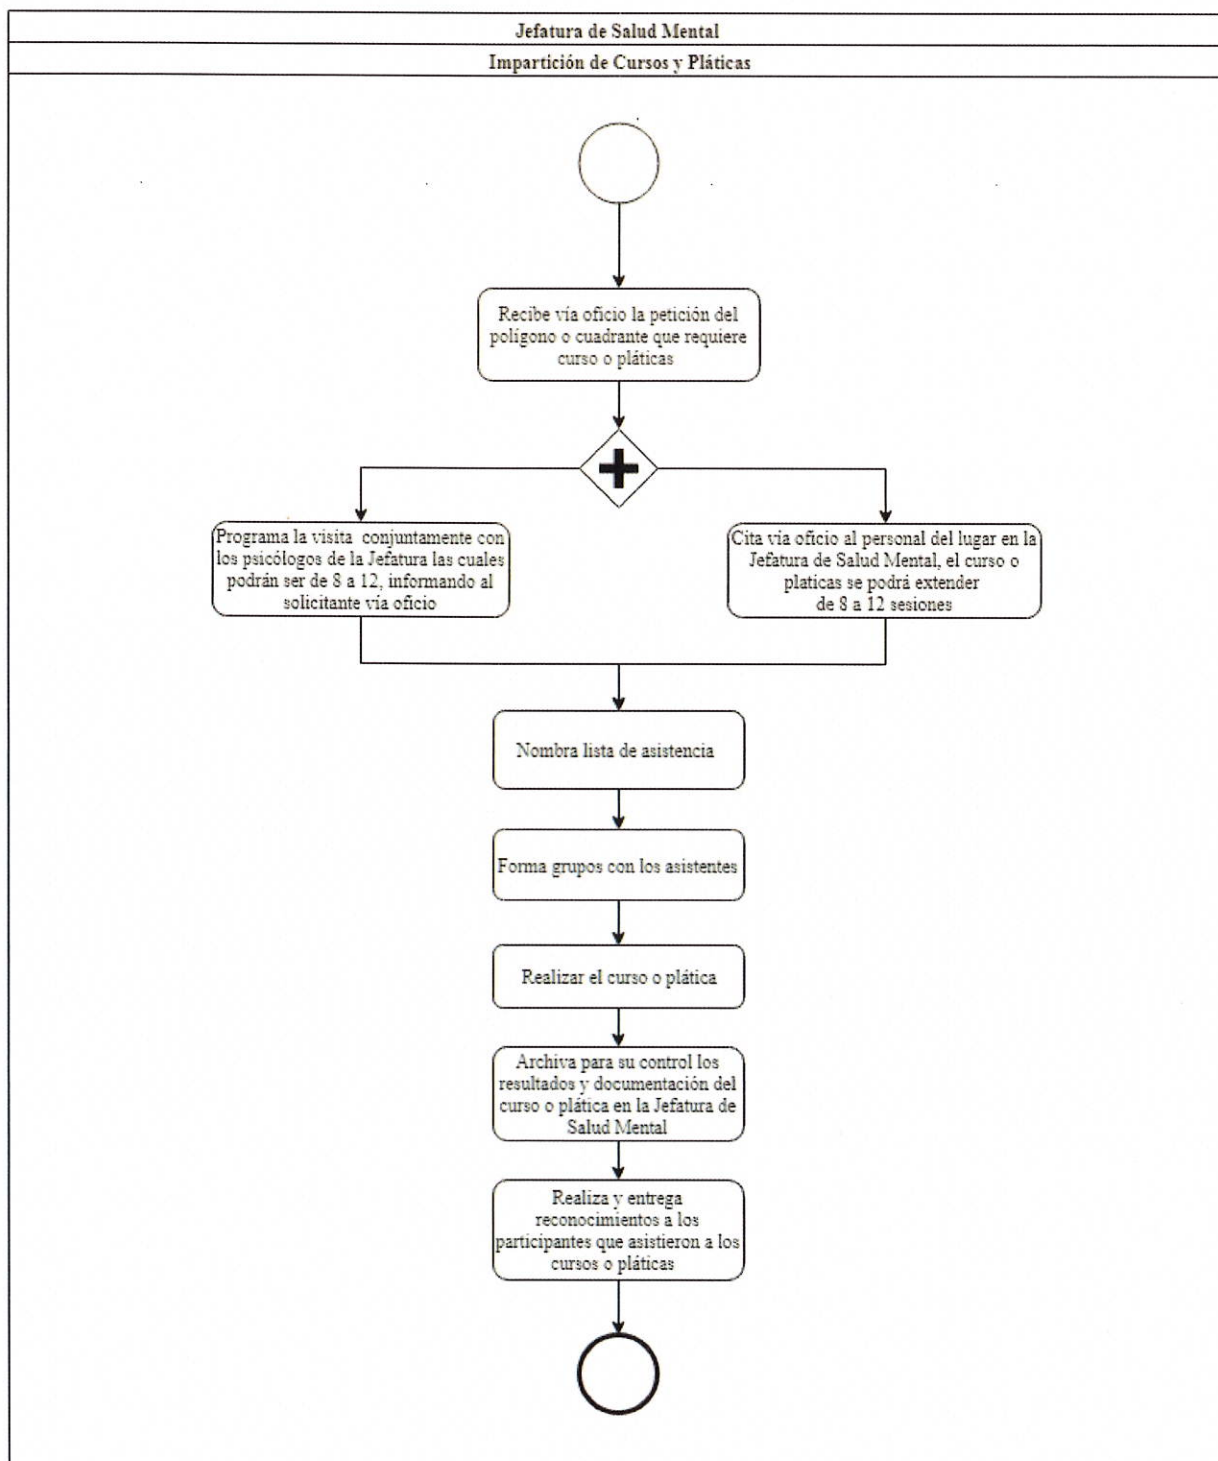 Jefatura de Salud Mental
Impartición de Cursos y Pláticas
Recibe vía oficio la petición del
polígono o cuadrante que requiere
curso o pláticas
Programa la visita conjuntamente con
los psicólogos de la Jefatura las cuales
podrán ser de 8 a 12, informando al
solicitante vía oficio
Cita vía oficio al personal del lugar en la
Jefatura de Salud Mental, el curso o
platicas se podrá extender
de 8 a 12 sesiones
Nombra lista de asistencia
Forma grupos con los asistentes
Realizar el curso o plática
Archiva para su control los
resultados y documentación del
curso o plática en la Jefatura de
Salud Mental
Realiza y entrega
reconocimientos a los
participantes que asistieron a los
cursos o pláticas